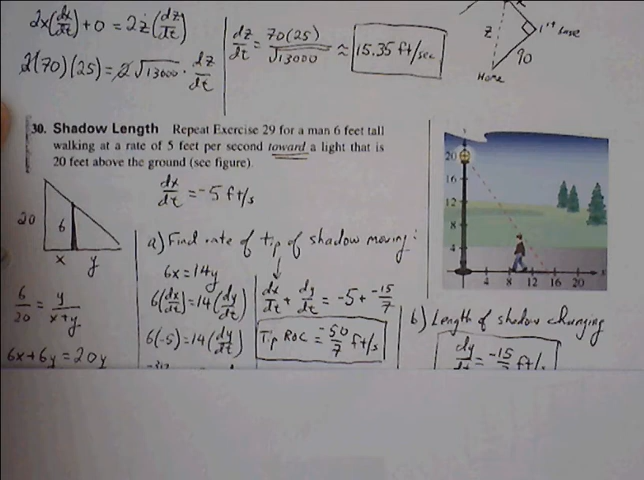 2x(dx/dt) + 0 = 2z(dz/dt)
2(70)(25) = 2√13000 · dz/dt
dz/dt = 70(25)/√13000 ≈ 15.35 ft/sec
x
z
1st base
90
Home
30. Shadow Length Repeat Exercise 29 for a man 6 feet tall
walking at a rate of 5 feet per second toward a light that is
20 feet above the ground (see figure).
dx/dt = -5 ft/s
20
6
x y
6/20 = y/(x+y)
6x + 6y = 20y
a) Find rate of tip of shadow moving:
6x = 14y
6(dx/dt) = 14(dy/dt)
6(-5) = 14(dy/dt)
dx/dt + dy/dt = -5 + -15/7
Tip RoC = -50/7 ft/s
20
16
12
8
4
4 8 12 16 20 x
b) Length of shadow changing
dy/dt = -15/7 ft/s